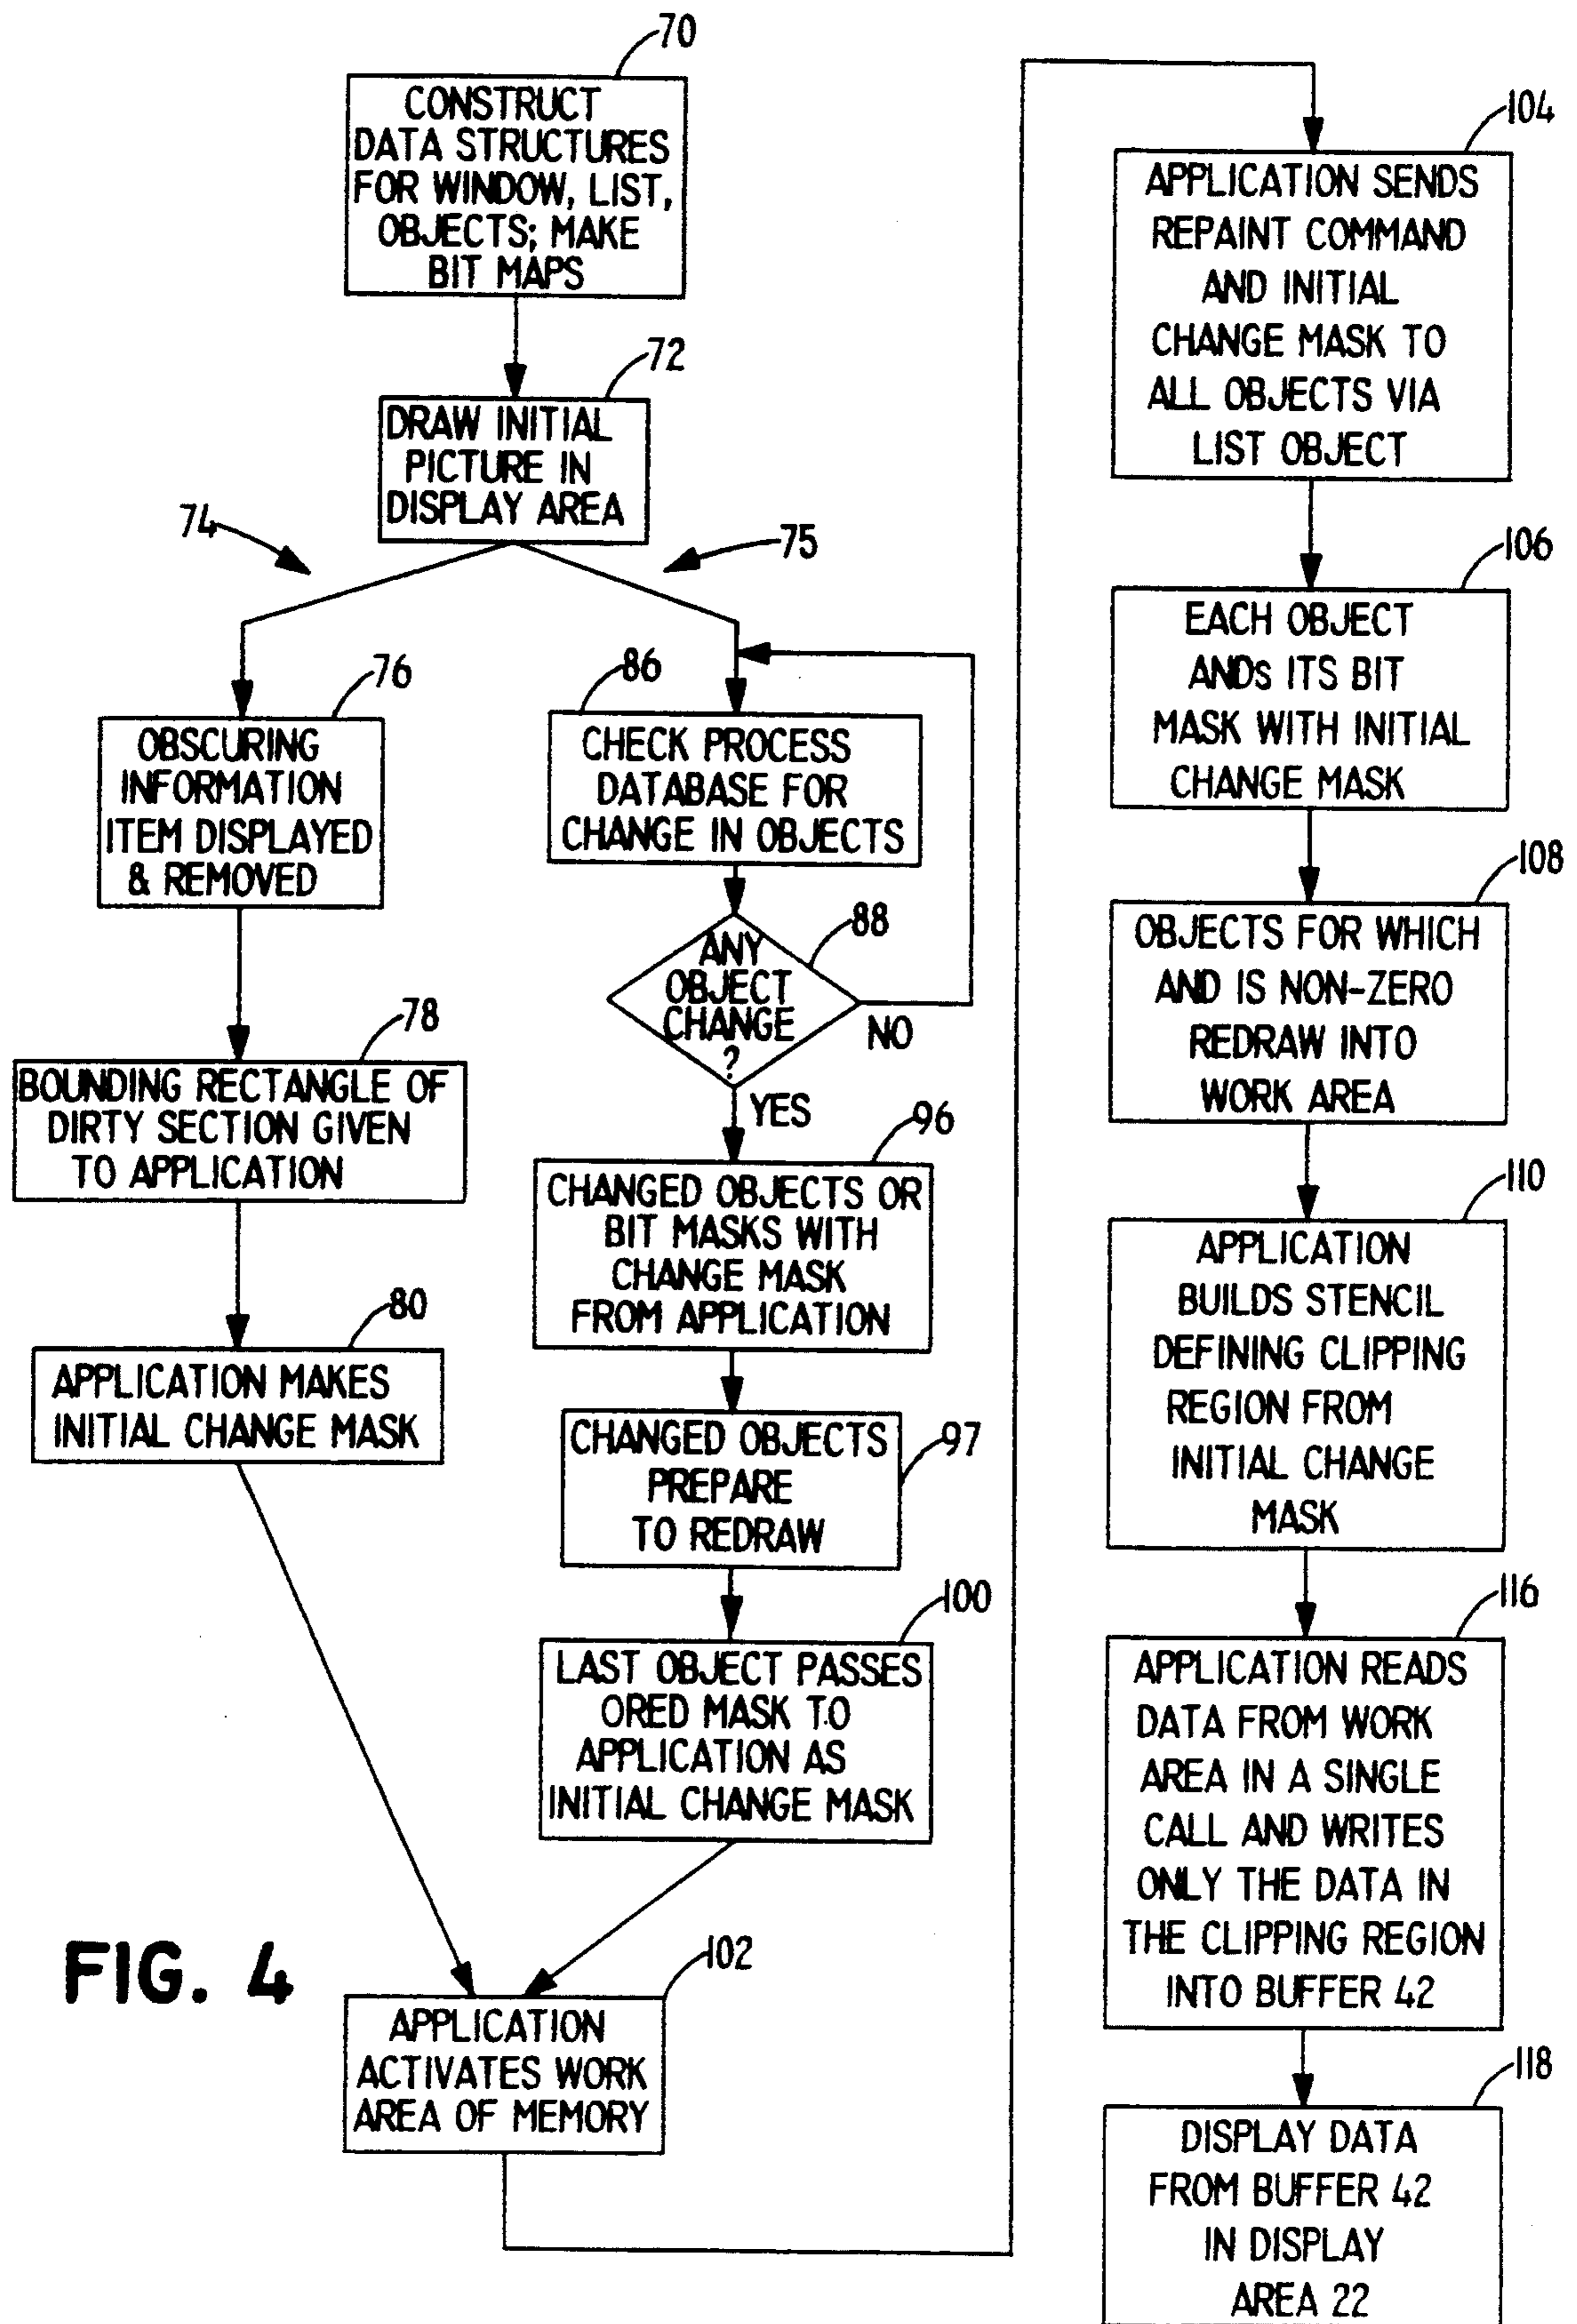 70
CONSTRUCT
DATA STRUCTURES
FOR WINDOW, LIST,
OBJECTS; MAKE
BIT MAPS
72
DRAW INITIAL
PICTURE IN
DISPLAY AREA
74
75
76
OBSCURING
INFORMATION
ITEM DISPLAYED
& REMOVED
78
BOUNDING RECTANGLE OF
DIRTY SECTION GIVEN
TO APPLICATION
80
APPLICATION MAKES
INITIAL CHANGE MASK
86
CHECK PROCESS
DATABASE FOR
CHANGE IN OBJECTS
88
ANY
OBJECT
CHANGE
?
NO
YES
96
CHANGED OBJECTS OR
BIT MASKS WITH
CHANGE MASK
FROM APPLICATION
97
CHANGED OBJECTS
PREPARE
TO REDRAW
100
LAST OBJECT PASSES
ORED MASK TO
APPLICATION AS
INITIAL CHANGE MASK
102
APPLICATION
ACTIVATES WORK
AREA OF MEMORY
104
APPLICATION SENDS
REPAINT COMMAND
AND INITIAL
CHANGE MASK TO
ALL OBJECTS VIA
LIST OBJECT
106
EACH OBJECT
ANDs ITS BIT
MASK WITH INITIAL
CHANGE MASK
108
OBJECTS FOR WHICH
AND IS NON-ZERO
REDRAW INTO
WORK AREA
110
APPLICATION
BUILDS STENCIL
DEFINING CLIPPING
REGION FROM
INITIAL CHANGE
MASK
116
APPLICATION READS
DATA FROM WORK
AREA IN A SINGLE
CALL AND WRITES
ONLY THE DATA IN
THE CLIPPING REGION
INTO BUFFER 42
118
DISPLAY DATA
FROM BUFFER 42
IN DISPLAY
AREA 22
FIG. 4